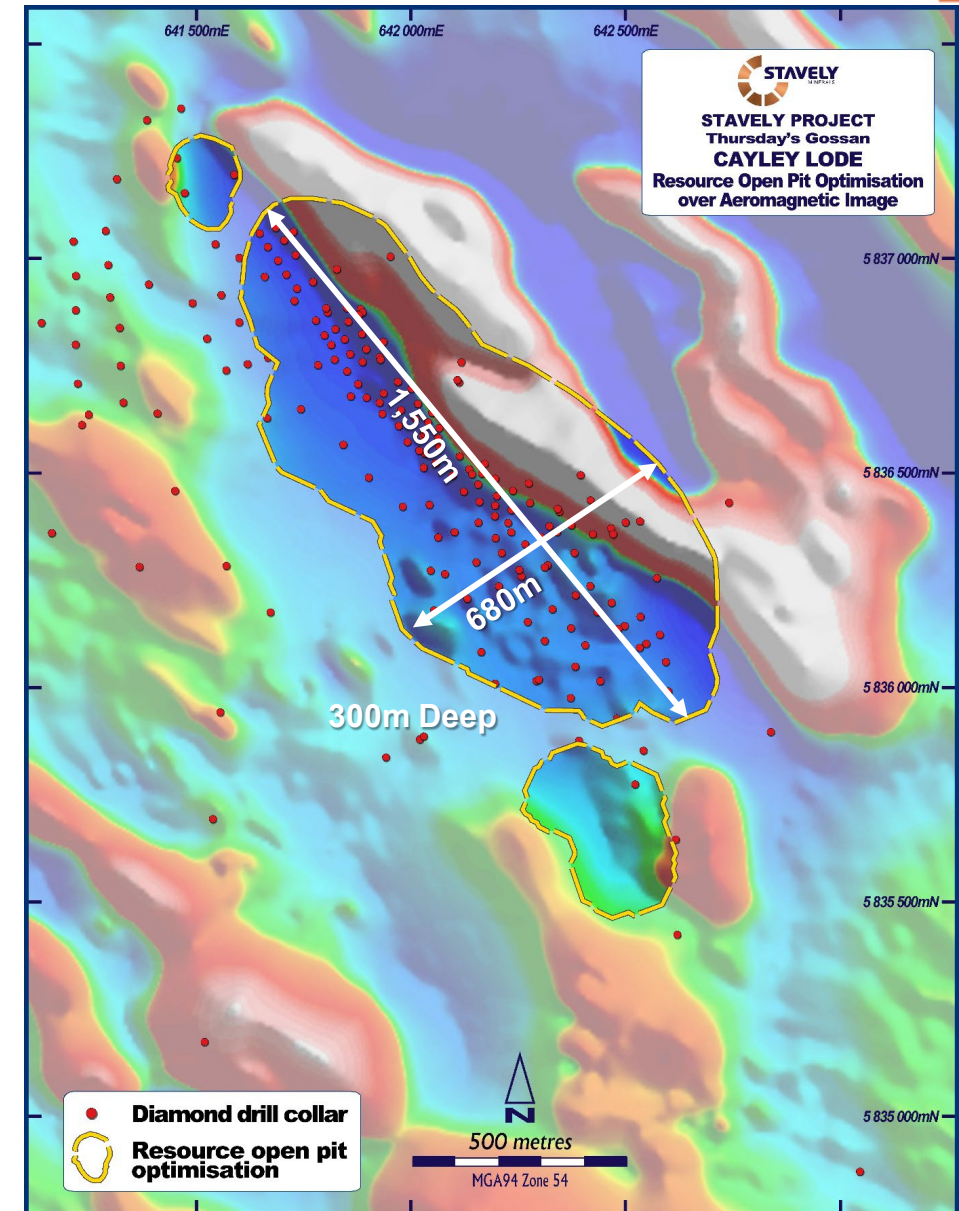 641 500mE
642 000mE
642 500mE
STAVELY
MINERALS
STAVELY PROJECT
Thursday's Gossan
CAYLEY LODE
Resource Open Pit Optimisation
over Aeromagnetic Image
5 837 000mN
1,550m
5 836 500mN
680m
5 836 000mN
300m Deep
5 835 500mN
N
5 835 000mN
Diamond drill collar
Resource open pit
optimisation
500 metres
MGA94 Zone 54